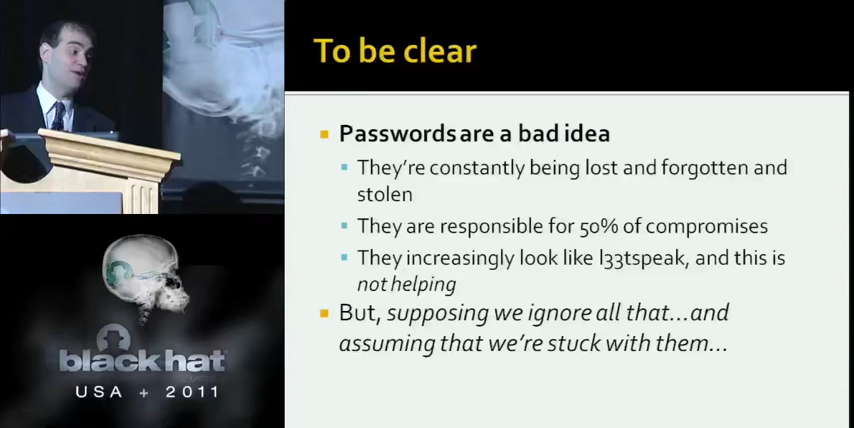 To be clear
Passwords are a bad idea
They're constantly being lost and forgotten and
stolen
They are responsible for 50% of compromises
They increasingly look like l33tspeak, and this is
not helping
But, supposing we ignore all that...and
assuming that we're stuck with them...
black hat
USA + 2011